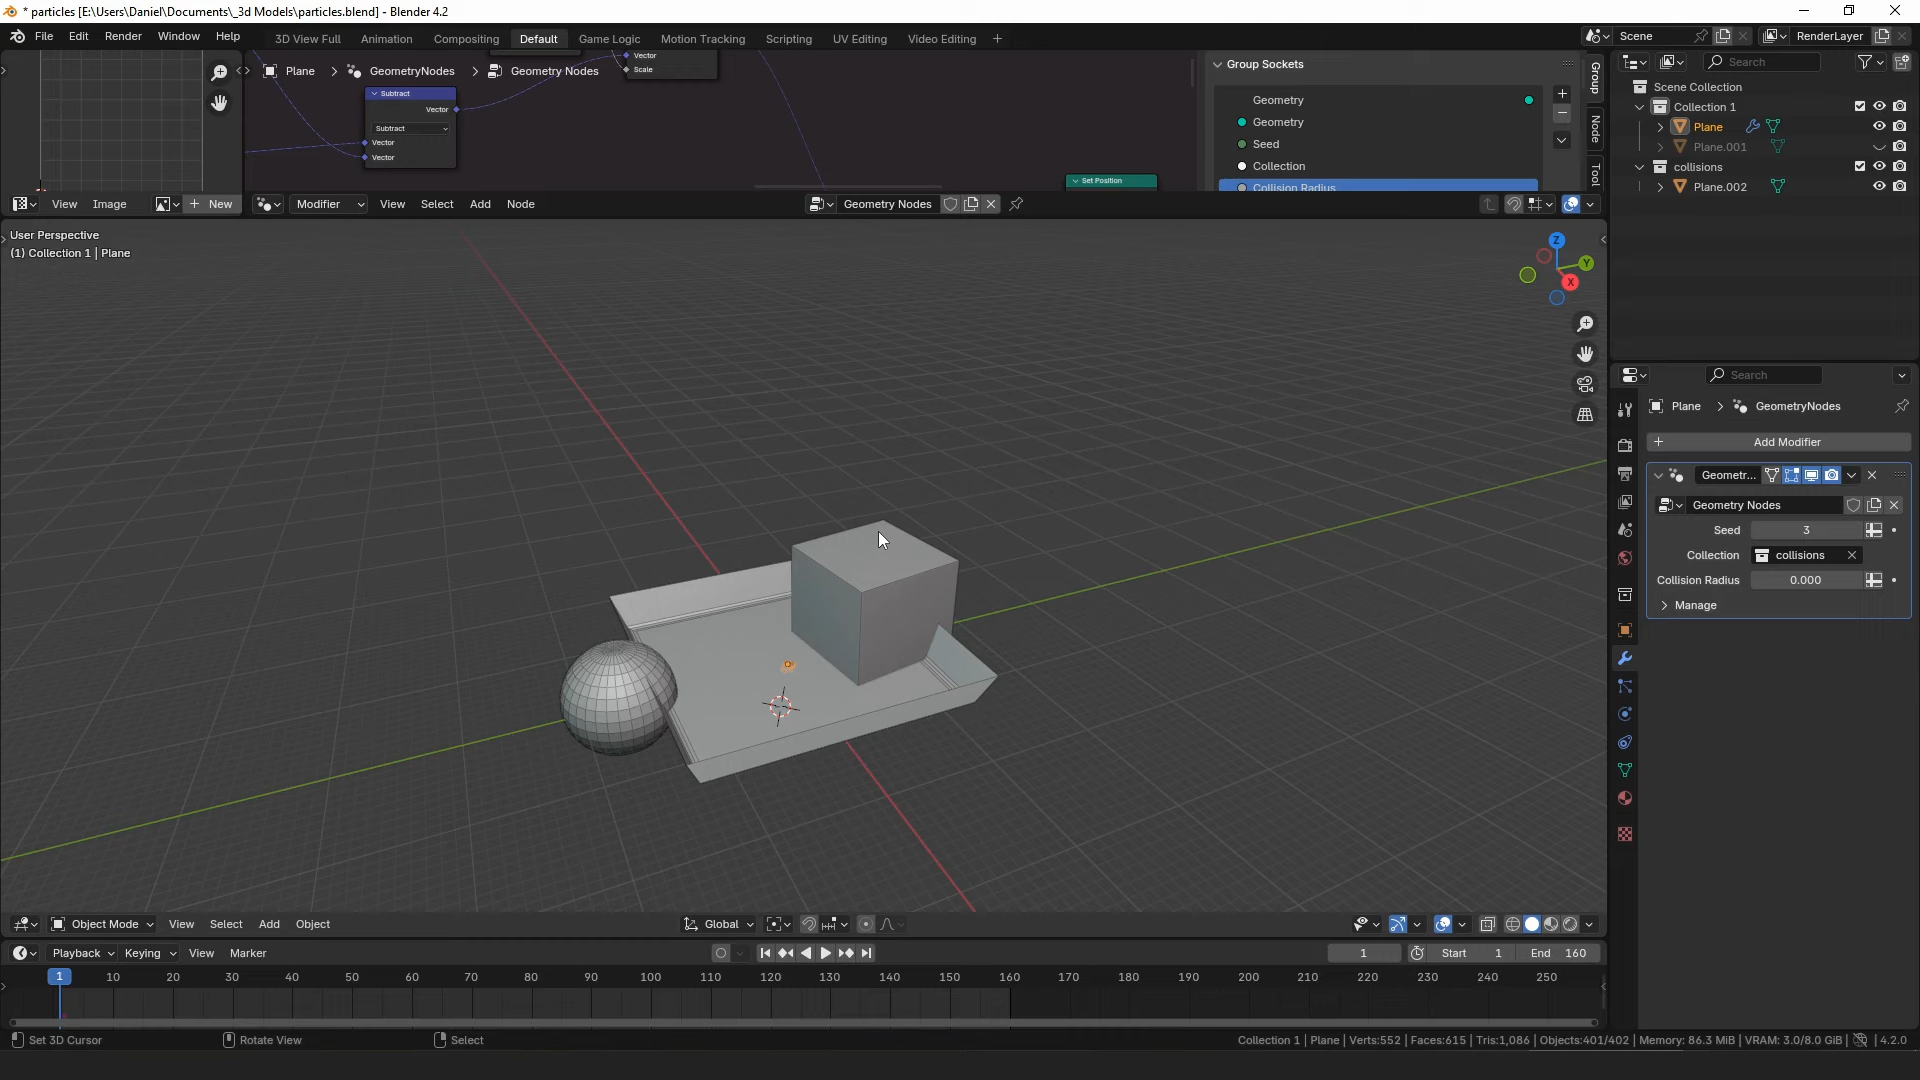 * particles [E:\Users\Daniel\Documents\_3d Models\particles.blend] - Blender 4.2
File Edit Render Window Help
3D View Full Animation Compositing Default Game Logic Motion Tracking Scripting UV Editing Video Editing +
Scene RenderLayer
Plane > GeometryNodes > Geometry Nodes
Vector
Scale
Subtract
Vector
Subtract
Vector
Vector
Set Position
Group Sockets
Geometry
Geometry
Seed
Collection
Collision Radius
Group
Node
Tool
View Image + New
Modifier View Select Add Node
Geometry Nodes
Search
Scene Collection
Collection 1
Plane
Plane.001
collisions
Plane.002
User Perspective
(1) Collection 1 | Plane
Z
Y
X
Search
Plane > GeometryNodes
+ Add Modifier
Geometr...
Geometry Nodes
Seed 3
Collection collisions
Collision Radius 0.000
Manage
Object Mode View Select Add Object
Global
Playback Keying View Marker
1 Start 1 End 160
1 10 20 30 40 50 60 70 80 90 100 110 120 130 140 150 160 170 180 190 200 210 220 230 240 250
Set 3D Cursor Rotate View Select
Collection 1 | Plane | Verts:552 | Faces:615 | Tris:1,086 | Objects:401/402 | Memory: 86.3 MiB | VRAM: 3.0/8.0 GiB | 4.2.0